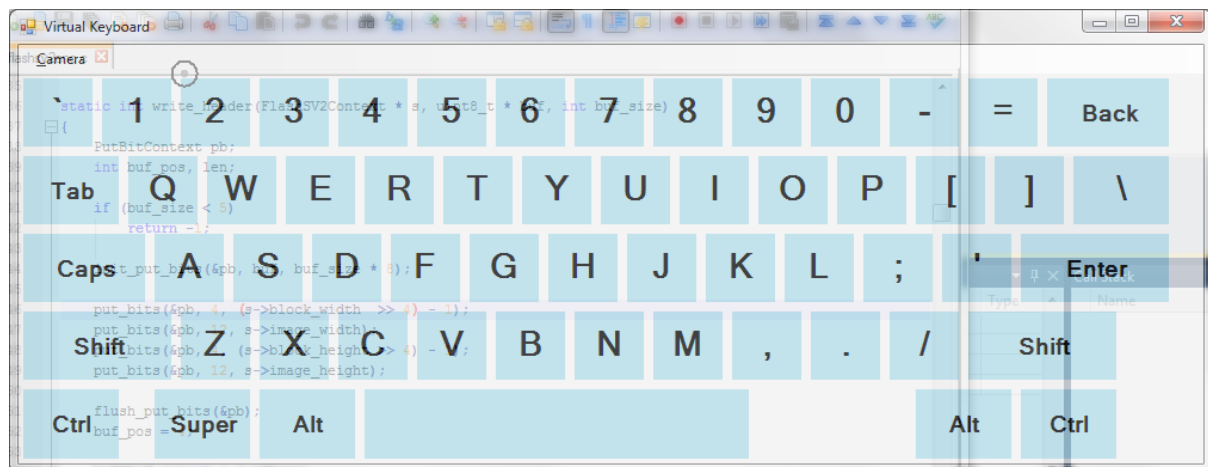 Virtual Keyboard
Camera
` 1 2 3 4 5 6 7 8 9 0 - = Back
static int write_header(FlashSV2Context * s, uint8_t * buf, int buf_size)
{
PutBitContext pb;
int buf_pos, len;
Tab Q W E R T Y U I O P [ ] \
if (buf_size < 5)
return -1;
Caps A S D F G H J K L ; ' Enter
init_put_bits(&pb, buf, buf_size * 8);
Type Name
put_bits(&pb, 4, (s->block_width >> 4) - 1);
put_bits(&pb, 12, s->image_width);
Shift Z X C V B N M , . / Shift
put_bits(&pb, 4, (s->block_height >> 4) - 1);
put_bits(&pb, 12, s->image_height);
flush_put_bits(&pb);
Ctrl Super Alt Alt Ctrl
buf_pos =